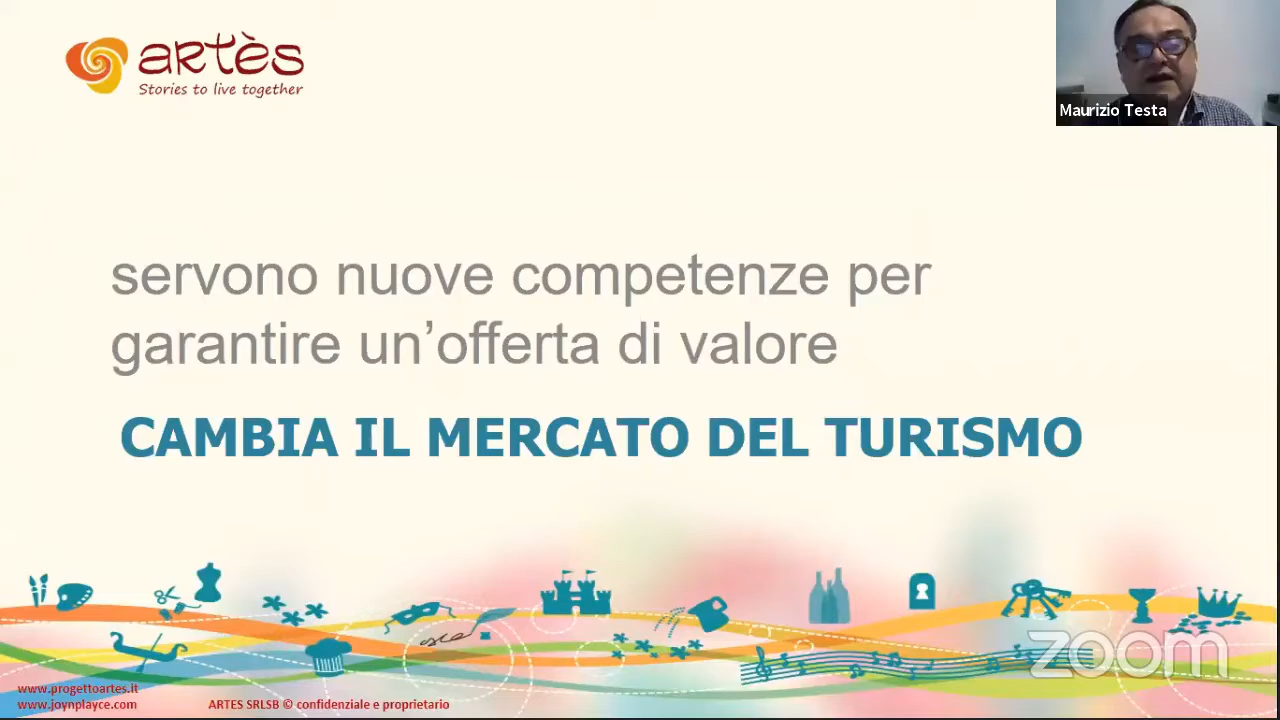 artès
Stories to live together
Maurizio Testa
servono nuove competenze per
garantire un’offerta di valore
CAMBIA IL MERCATO DEL TURISMO
zoom
www.progettoartes.it
www.joynplayce.com
ARTES SRLSB © confidenziale e proprietario